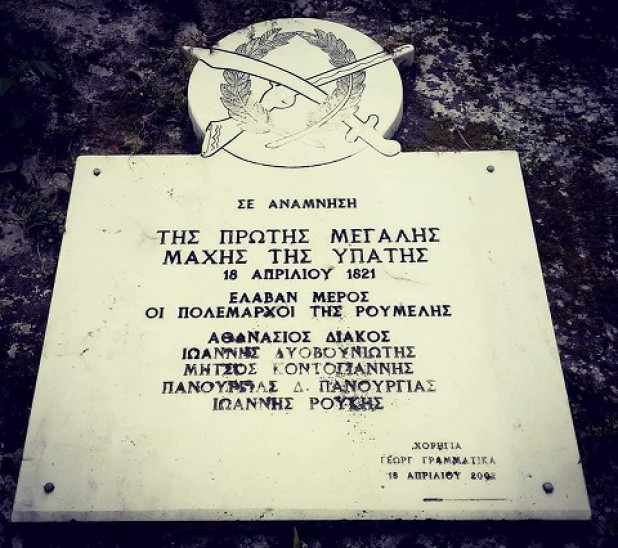 ΣΕ ΑΝΑΜΝΗΣΗ
ΤΗΣ ΠΡΩΤΗΣ ΜΕΓΑΛΗΣ
ΜΑΧΗΣ ΤΗΣ ΥΠΑΤΗΣ
18 ΑΠΡΙΛΙΟΥ 1821
ΕΛΑΒΑΝ ΜΕΡΟΣ
ΟΙ ΠΟΛΕΜΑΡΧΟΙ ΤΗΣ ΡΟΥΜΕΛΗΣ
ΑΘΑΝΑΣΙΟΣ ΔΙΑΚΟΣ
ΙΩΑΝΝΗΣ ΔΥΟΒΟΥΝΙΩΤΗΣ
ΜΗΤΣΟΣ ΚΟΝΤΟΓΙΑΝΝΗΣ
ΠΑΝΟΥΡΓΙΑΣ Δ. ΠΑΝΟΥΡΓΙΑΣ
ΙΩΑΝΝΗΣ ΡΟΥΚΗΣ
ΧΟΡΗΓΙΑ
ΓΕΩΡΓ ΓΡΑΜΜΑΤΙΚΑ
18 ΑΠΡΙΛΙΟΥ 2002